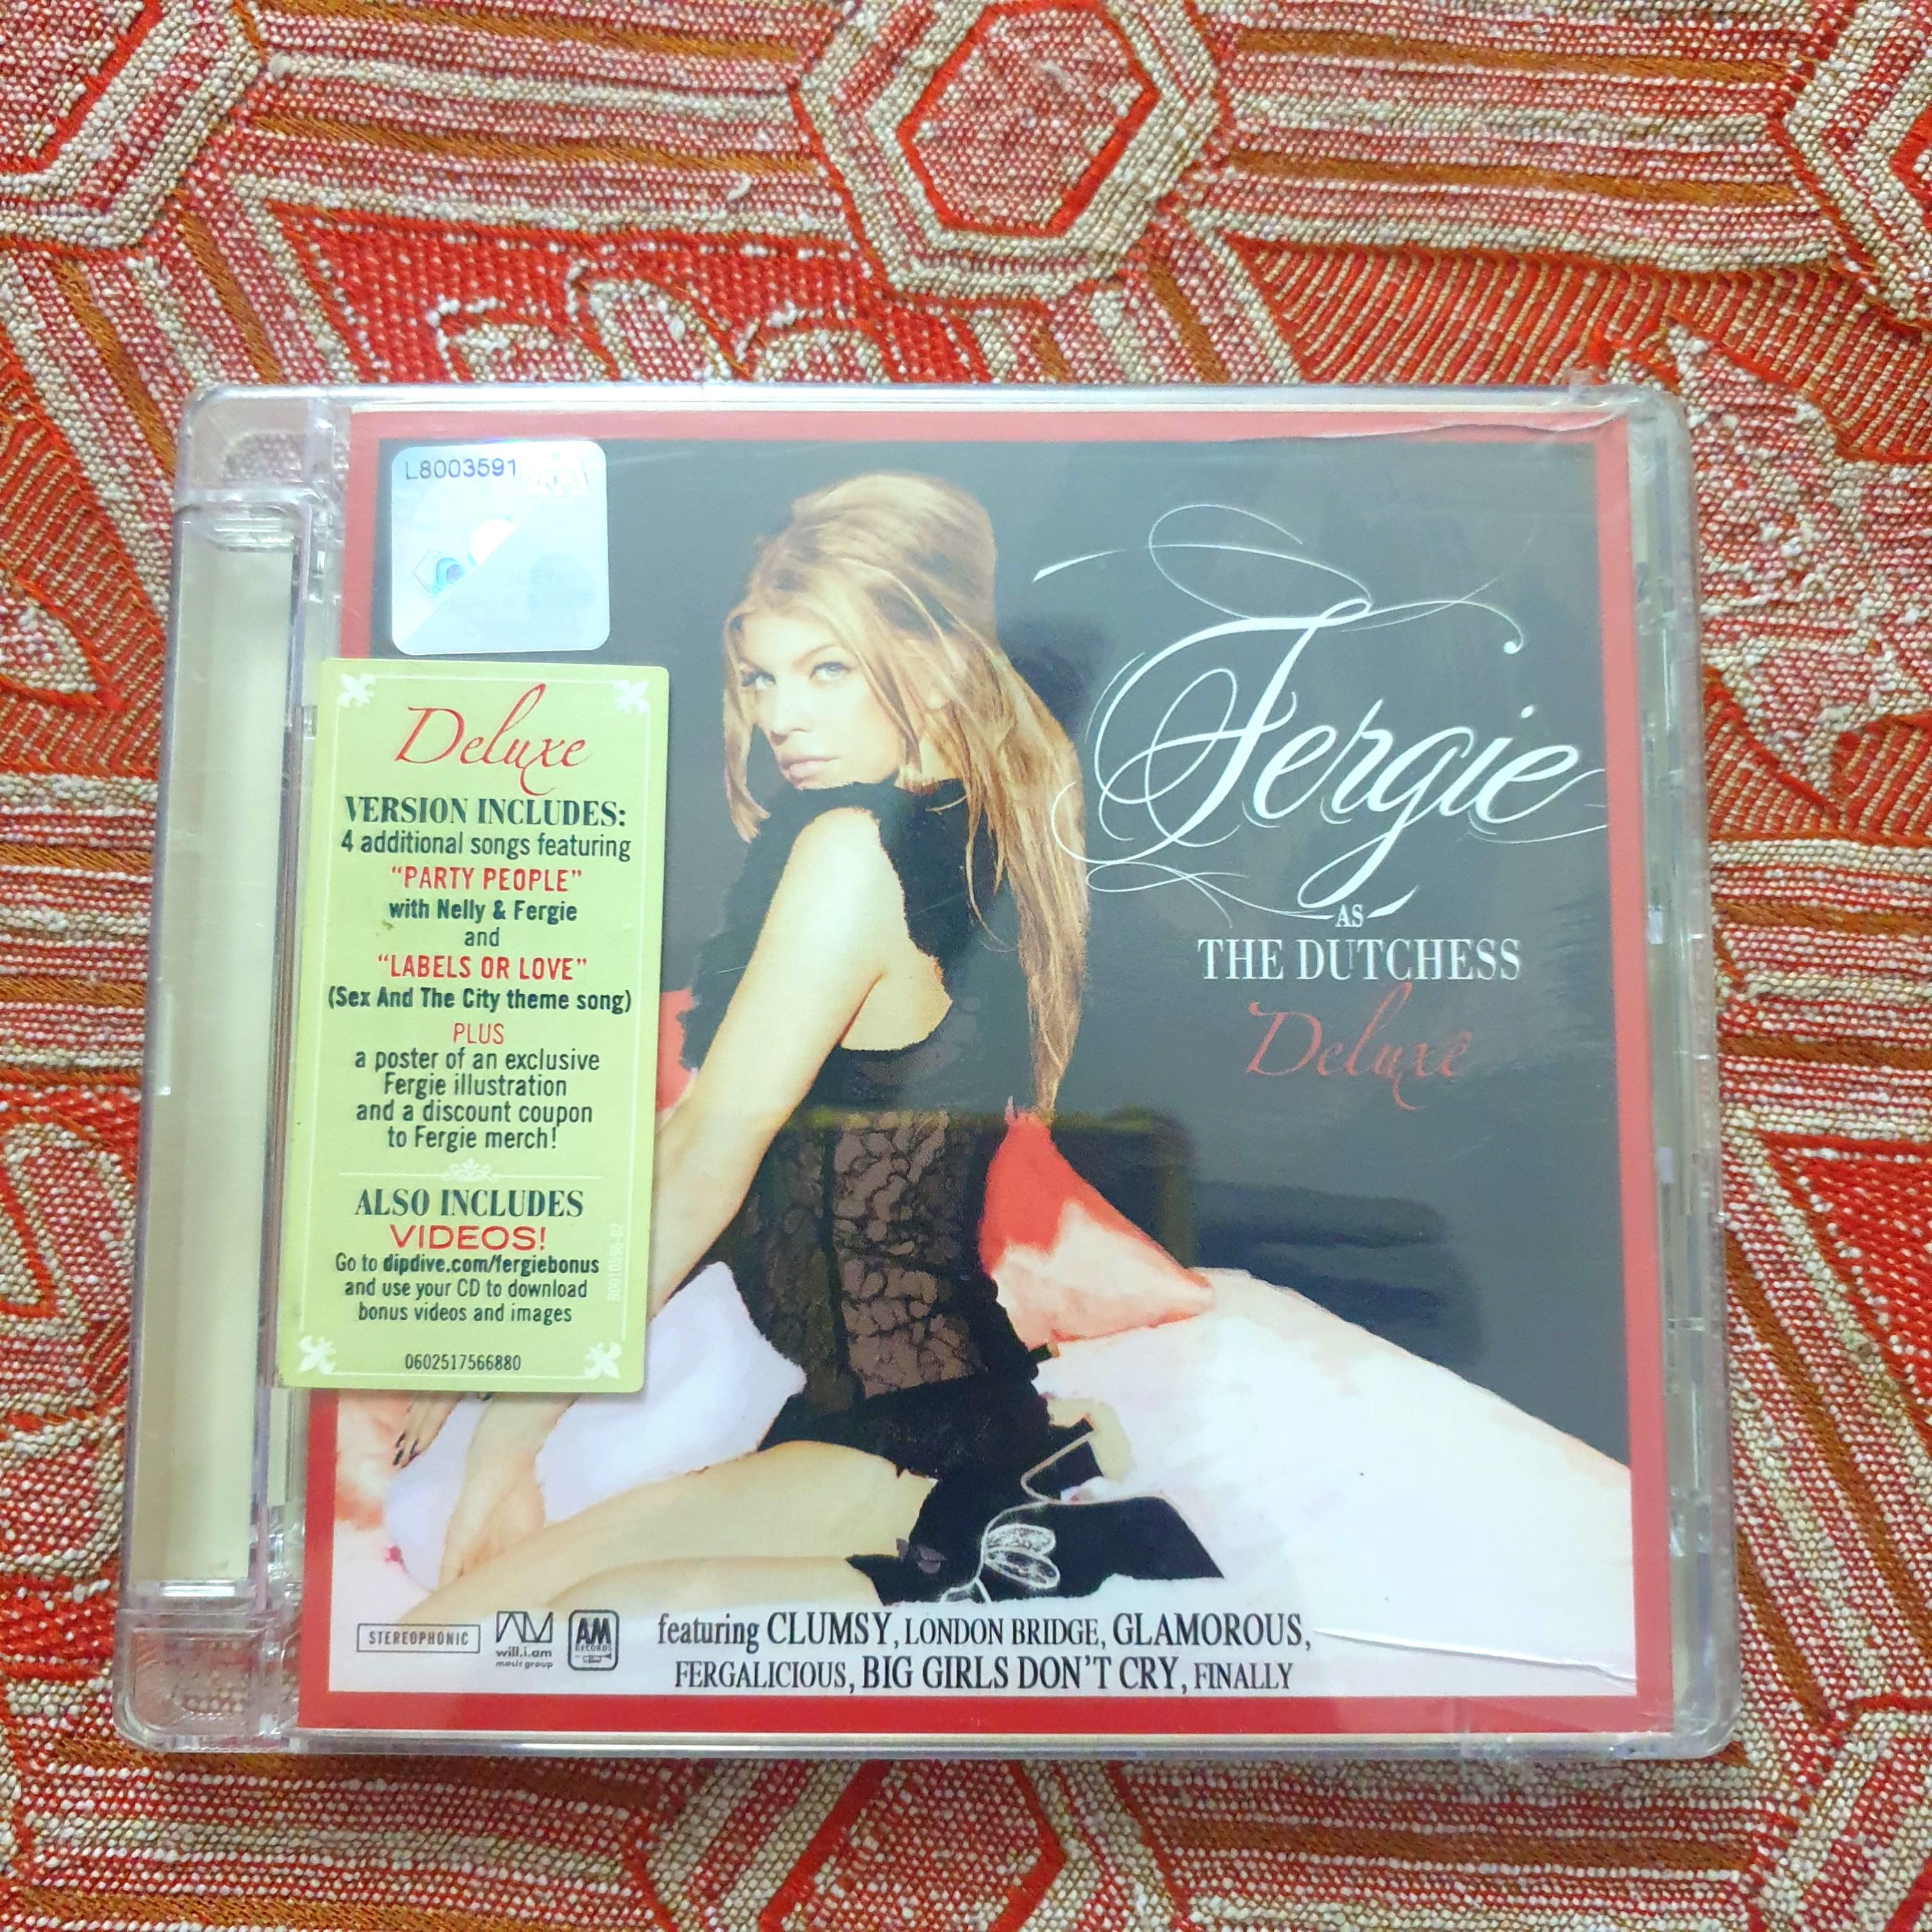 L8003591
Deluxe
VERSION INCLUDES:
4 additional songs featuring
"PARTY PEOPLE"
with Nelly & Fergie
and
"LABELS OR LOVE"
(Sex And The City theme song)
PLUS
a poster of an exclusive
Fergie illustration
and a discount coupon
to Fergie merch!
ALSO INCLUDES
VIDEOS!
Go to dipdive.com/fergiebonus
and use your CD to download
bonus videos and images
0602517566880
Fergie
AS
THE DUTCHESS
Deluxe
STEREOPHONIC
will.i.am
music group
A&M
RECORDS
featuring CLUMSY, LONDON BRIDGE, GLAMOROUS,
FERGALICIOUS, BIG GIRLS DON'T CRY, FINALLY